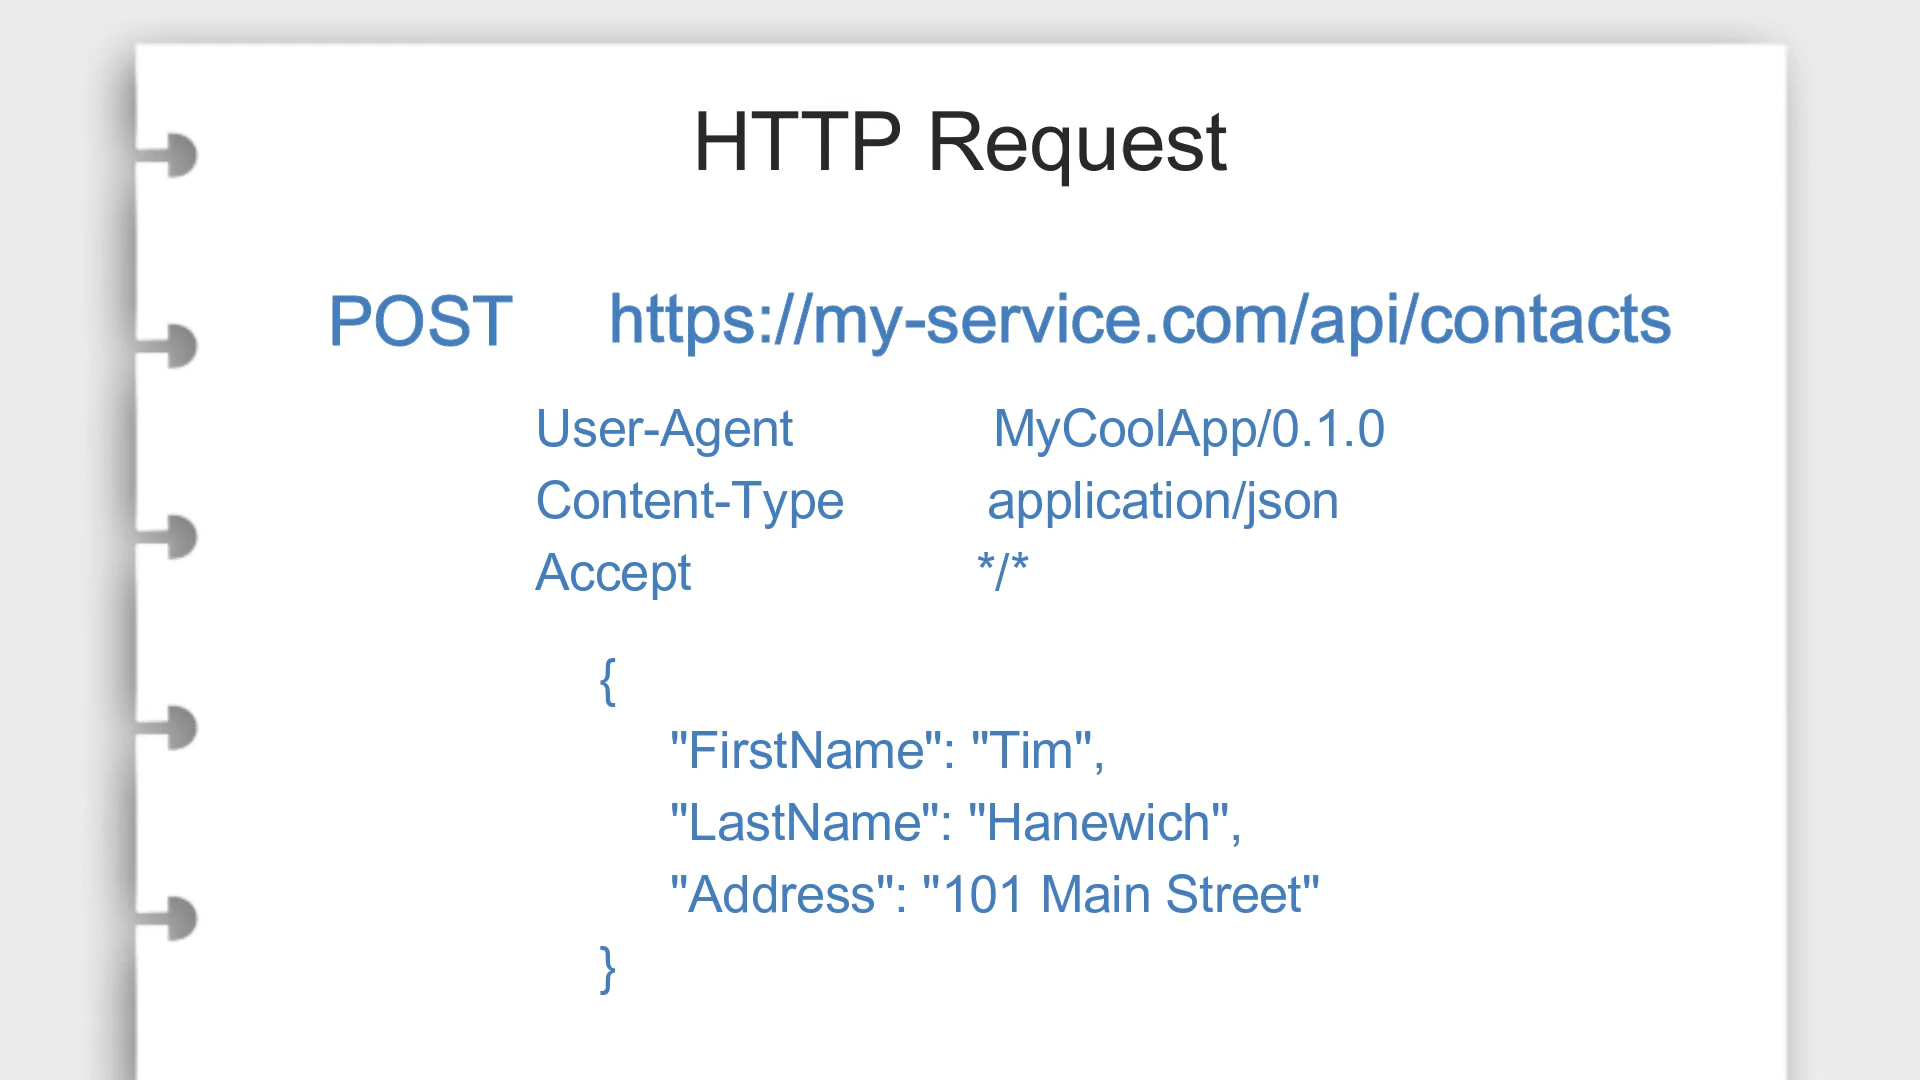 HTTP Request
POST https://my-service.com/api/contacts
User-Agent MyCoolApp/0.1.0
Content-Type application/json
Accept */*
{
"FirstName": "Tim",
"LastName": "Hanewich",
"Address": "101 Main Street"
}